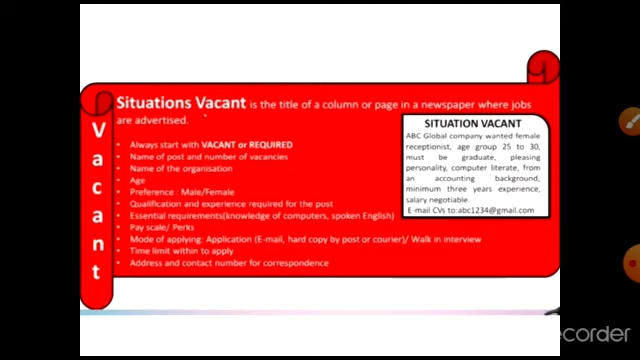 Situations Vacant is the title of a column or page in a newspaper where jobs
are advertised.
Vacant
• Always start with VACANT or REQUIRED
• Name of post and number of vacancies
• Name of the organisation
• Age
• Preference : Male/Female
• Qualification and experience required for the post
• Essential requirements(knowledge of computers, spoken English)
• Pay scale/ Perks
• Mode of applying: Application (E-mail, hard copy by post or courier)/ Walk in interview
• Time limit within to apply
• Address and contact number for correspondence
SITUATION VACANT
ABC Global company wanted female
receptionist, age group 25 to 30,
must be graduate, pleasing
personality, computer literate, from
an accounting background,
minimum three years experience,
salary negotiable.
E-mail CVs to:abc1234@gmail.com
corder